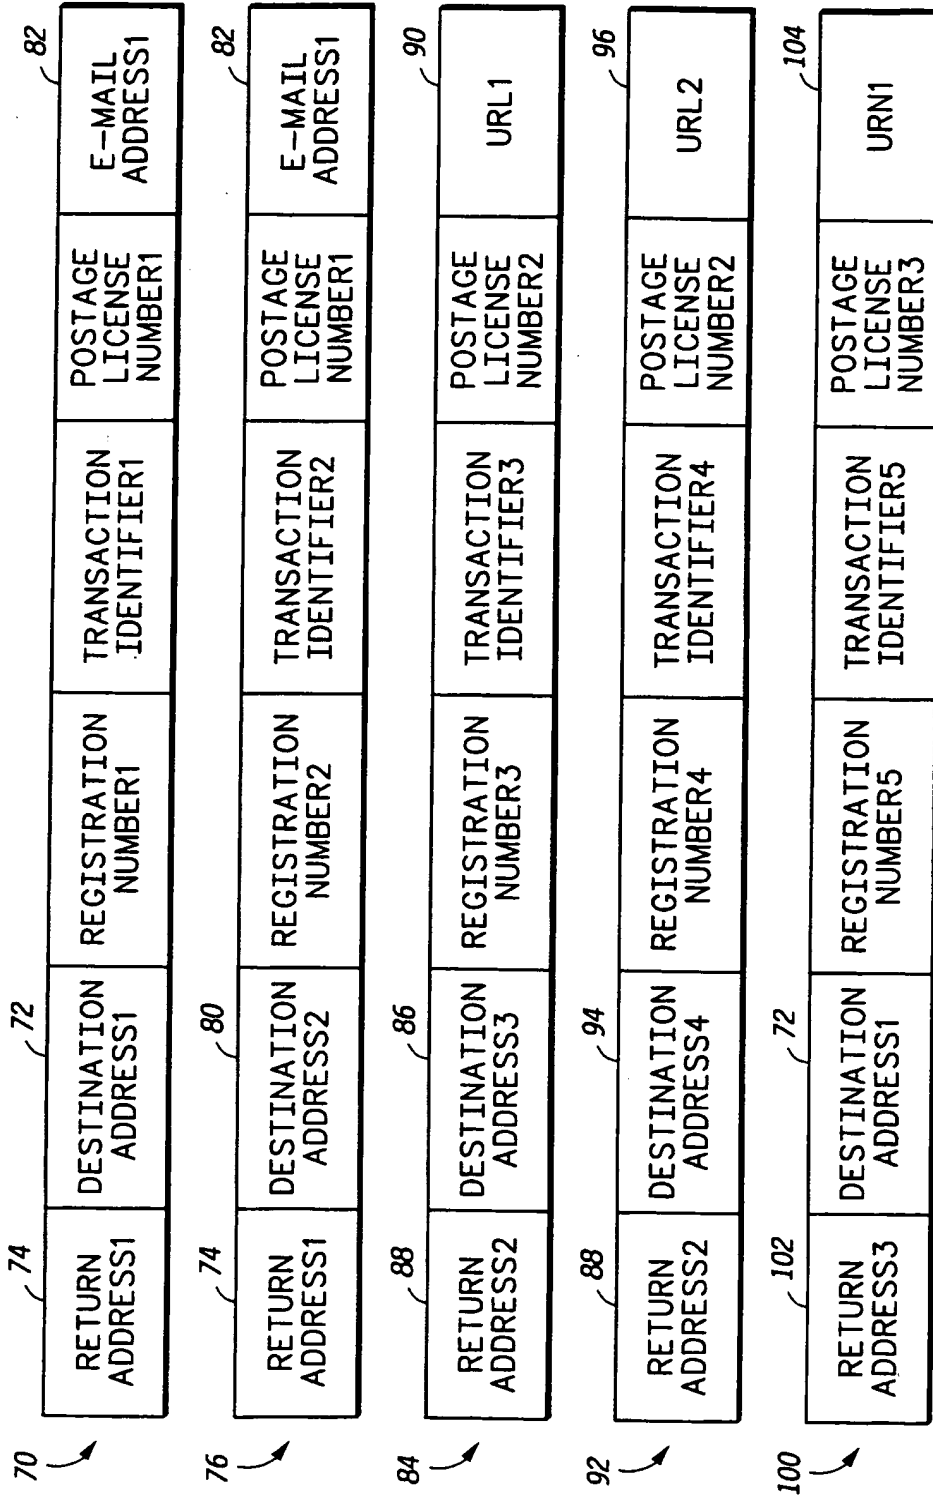 70
74
RETURN
ADDRESS1
72
DESTINATION
ADDRESS1
REGISTRATION
NUMBER1
TRANSACTION
IDENTIFIER1
POSTAGE
LICENSE
NUMBER1
82
E-MAIL
ADDRESS1
76
74
RETURN
ADDRESS1
80
DESTINATION
ADDRESS2
REGISTRATION
NUMBER2
TRANSACTION
IDENTIFIER2
POSTAGE
LICENSE
NUMBER1
82
E-MAIL
ADDRESS1
84
88
RETURN
ADDRESS2
86
DESTINATION
ADDRESS3
REGISTRATION
NUMBER3
TRANSACTION
IDENTIFIER3
POSTAGE
LICENSE
NUMBER2
90
URL1
92
88
RETURN
ADDRESS2
94
DESTINATION
ADDRESS4
REGISTRATION
NUMBER4
TRANSACTION
IDENTIFIER4
POSTAGE
LICENSE
NUMBER2
96
URL2
100
102
RETURN
ADDRESS3
72
DESTINATION
ADDRESS1
REGISTRATION
NUMBER5
TRANSACTION
IDENTIFIER5
POSTAGE
LICENSE
NUMBER3
104
URN1